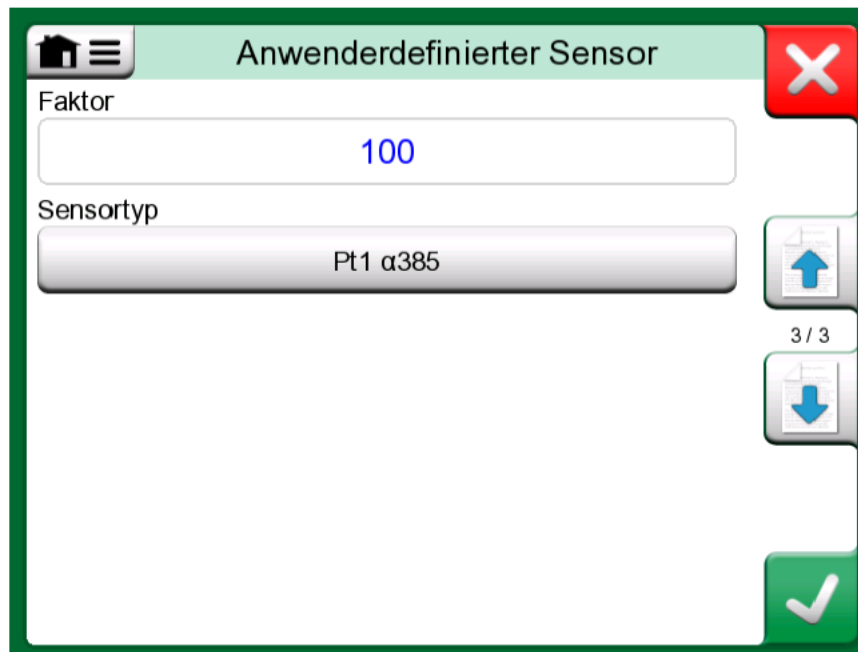 Anwenderdefinierter Sensor
Faktor
100
Sensortyp
Pt1 α385
3 / 3